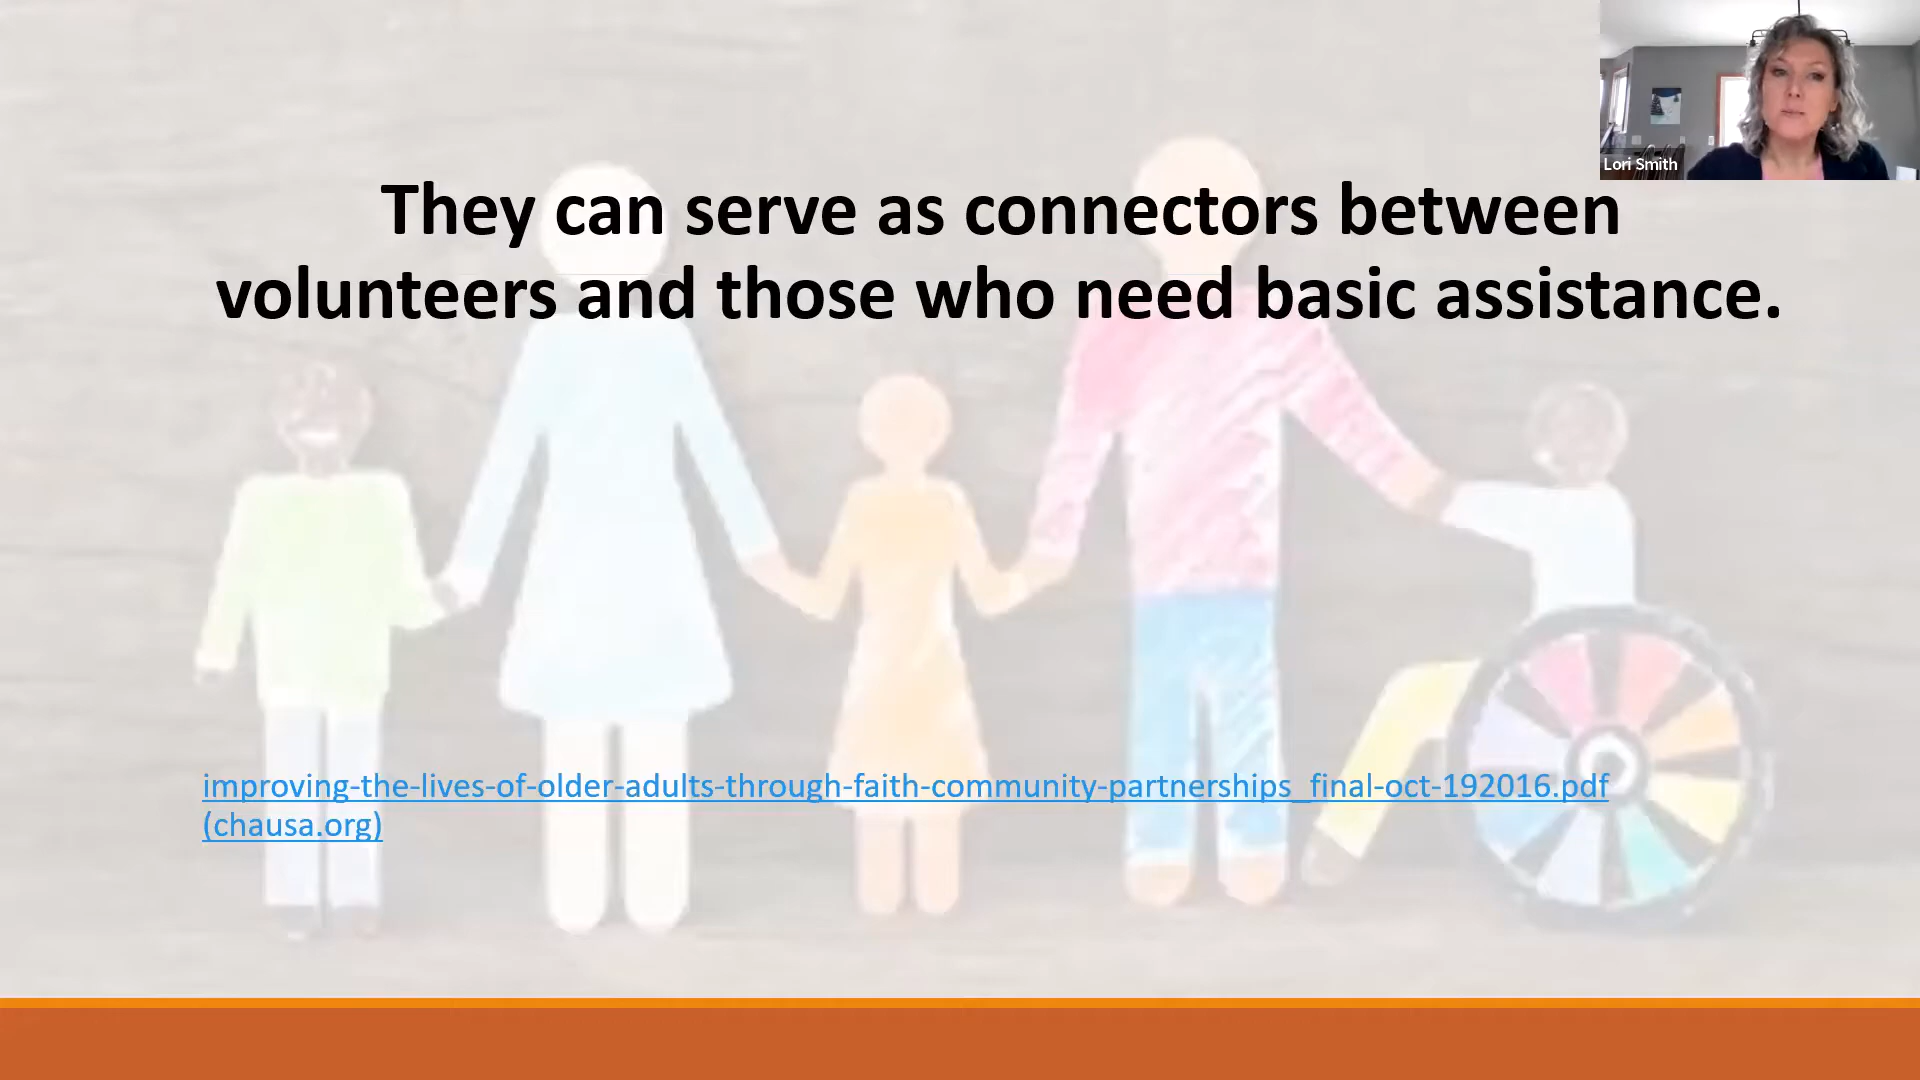 Lori Smith
They can serve as connectors between
volunteers and those who need basic assistance.
improving-the-lives-of-older-adults-through-faith-community-partnerships_final-oct-192016.pdf
(chausa.org)